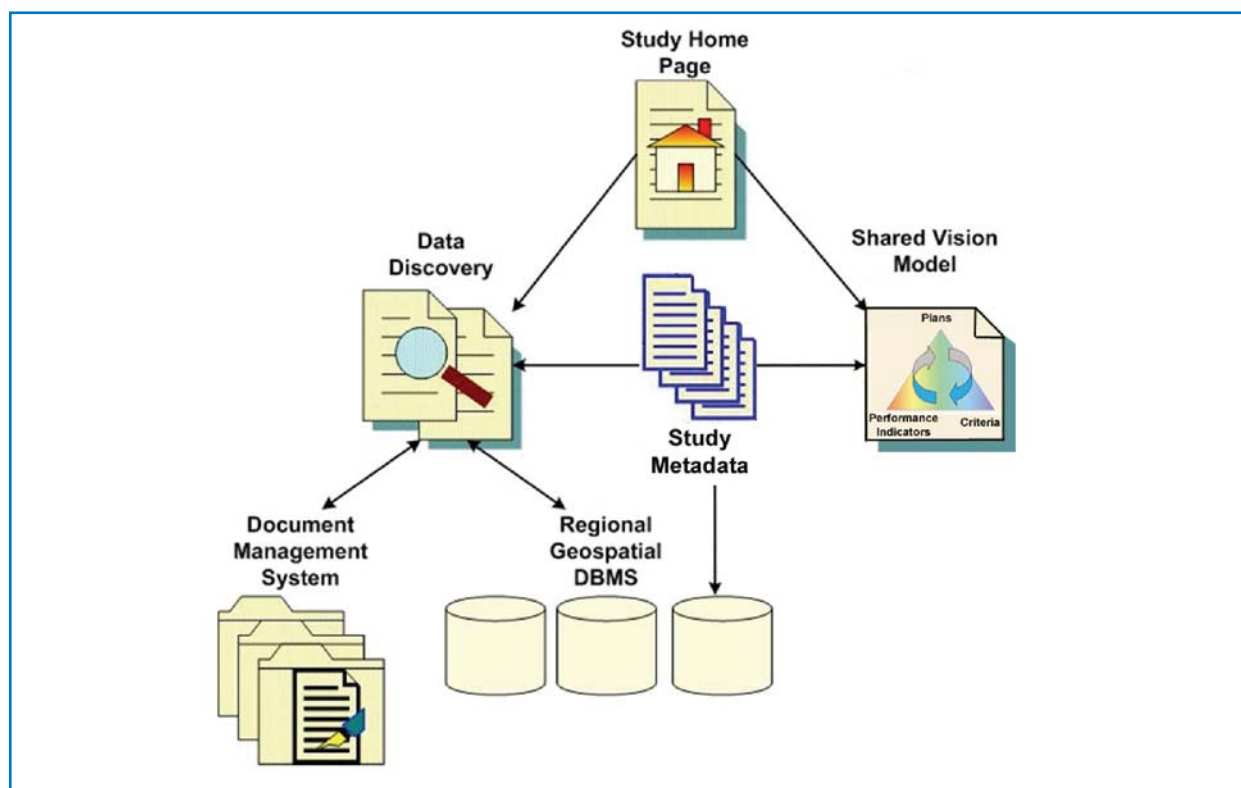 Study Home
Page
Data
Discovery
Shared Vision
Model
Plans
Performance
Indicators
Criteria
Study
Metadata
Document
Management
System
Regional
Geospatial
DBMS